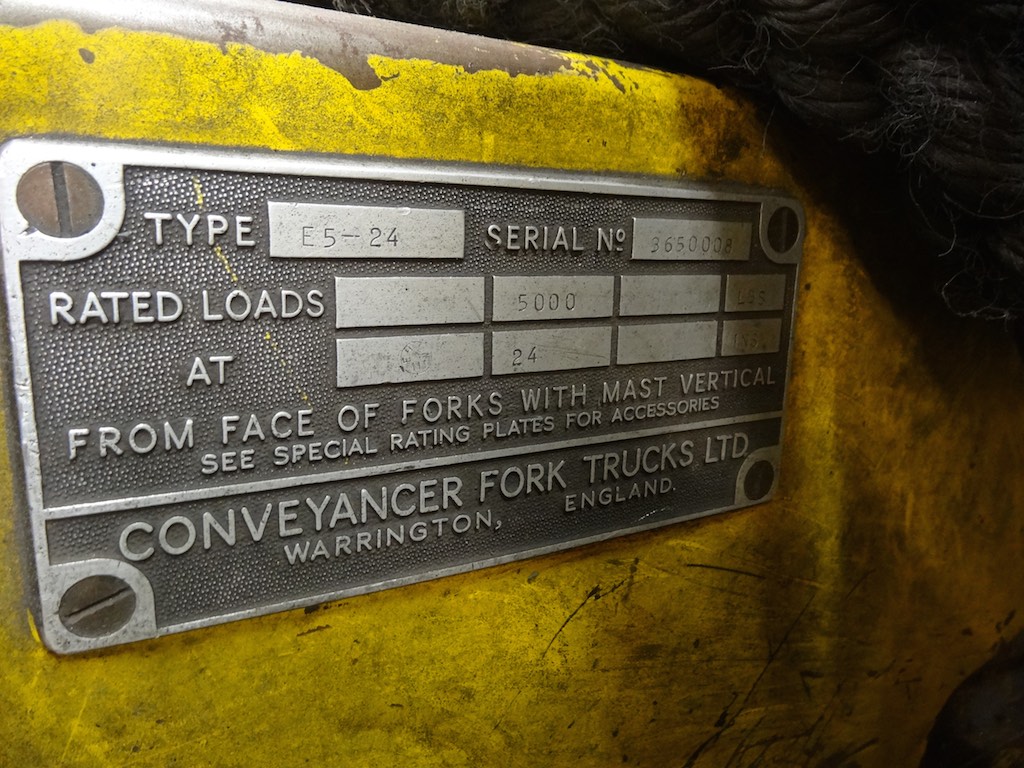 TYPE E5-24 SERIAL Nº 3650008
RATED LOADS 5000 LBS
AT 24 INS
FROM FACE OF FORKS WITH MAST VERTICAL
SEE SPECIAL RATING PLATES FOR ACCESSORIES
CONVEYANCER FORK TRUCKS LTD
WARRINGTON, ENGLAND.